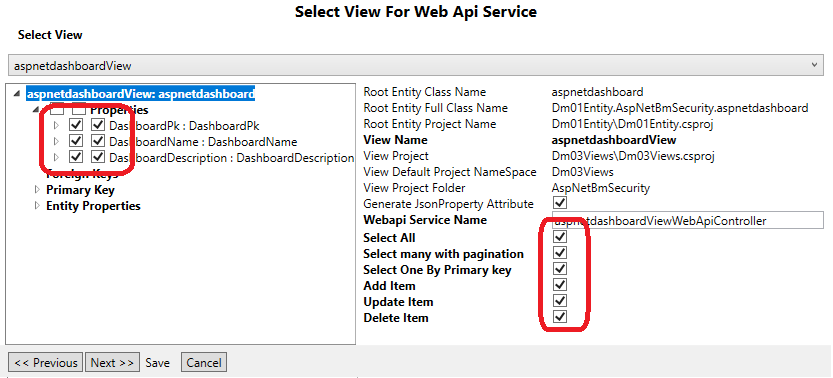 Select View For Web Api Service
Select View
aspnetdashboardView
aspnetdashboardView: aspnetdashboard
Properties
DashboardPk : DashboardPk
DashboardName : DashboardName
DashboardDescription : DashboardDescription
Foreign Keys
Primary Key
Entity Properties
Root Entity Class Name aspnetdashboard
Root Entity Full Class Name Dm01Entity.AspNetBmSecurity.aspnetdashboard
Root Entity Project Name Dm01Entity\Dm01Entity.csproj
View Name aspnetdashboardView
View Project Dm03Views\Dm03Views.csproj
View Default Project NameSpace Dm03Views
View Project Folder AspNetBmSecurity
Generate JsonProperty Attribute
Webapi Service Name aspnetdashboardViewWebApiController
Select All
Select many with pagination
Select One By Primary key
Add Item
Update Item
Delete Item
<< Previous Next >> Save Cancel